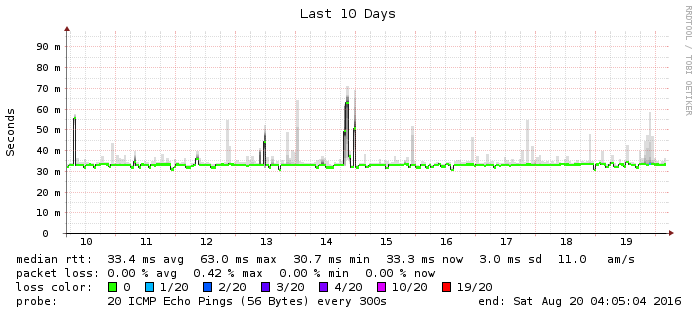 Last 10 Days
RRDTOOL / TOBI OETIKER
Seconds
90 m
80 m
70 m
60 m
50 m
40 m
30 m
20 m
10 m
0
10 11 12 13 14 15 16 17 18 19
median rtt: 33.4 ms avg 63.0 ms max 30.7 ms min 33.3 ms now 3.0 ms sd 11.0 am/s
packet loss: 0.00 % avg 0.42 % max 0.00 % min 0.00 % now
loss color: 0 1/20 2/20 3/20 4/20 10/20 19/20
probe: 20 ICMP Echo Pings (56 Bytes) every 300s end: Sat Aug 20 04:05:04 2016